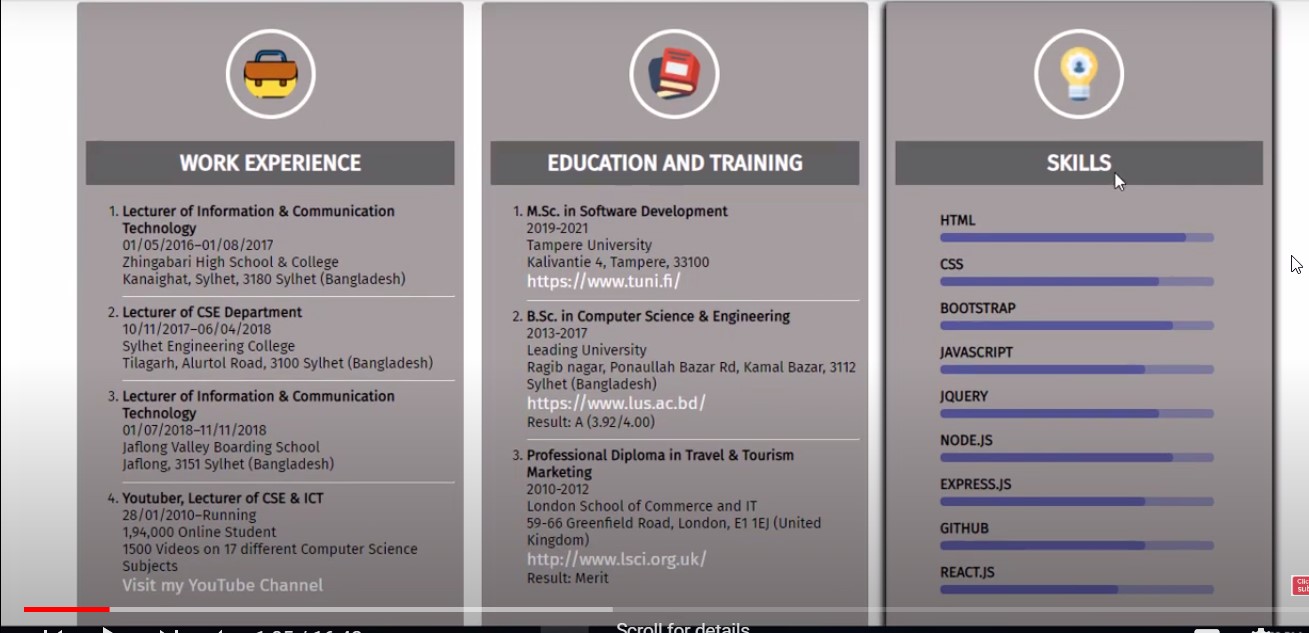 WORK EXPERIENCE
1. Lecturer of Information & Communication
Technology
01/05/2016–01/08/2017
Zhingabari High School & College
Kanaighat, Sylhet, 3180 Sylhet (Bangladesh)
2. Lecturer of CSE Department
10/11/2017–06/04/2018
Sylhet Engineering College
Tilagarh, Alurtol Road, 3100 Sylhet (Bangladesh)
3. Lecturer of Information & Communication
Technology
01/07/2018–11/11/2018
Jaflong Valley Boarding School
Jaflong, 3151 Sylhet (Bangladesh)
4. Youtuber, Lecturer of CSE & ICT
28/01/2010–Running
1,94,000 Online Student
1500 Videos on 17 different Computer Science
Subjects
Visit my YouTube Channel
EDUCATION AND TRAINING
1. M.Sc. in Software Development
2019-2021
Tampere University
Kalivantie 4, Tampere, 33100
https://www.tuni.fi/
2. B.Sc. in Computer Science & Engineering
2013-2017
Leading University
Ragib nagar, Ponaullah Bazar Rd, Kamal Bazar, 3112
Sylhet (Bangladesh)
https://www.lus.ac.bd/
Result: A (3.92/4.00)
3. Professional Diploma in Travel & Tourism
Marketing
2010-2012
London School of Commerce and IT
59-66 Greenfield Road, London, E1 1EJ (United
Kingdom)
http://www.lsci.org.uk/
Result: Merit
SKILLS
HTML
CSS
BOOTSTRAP
JAVASCRIPT
JQUERY
NODE.JS
EXPRESS.JS
GITHUB
REACT.JS
Scroll for details